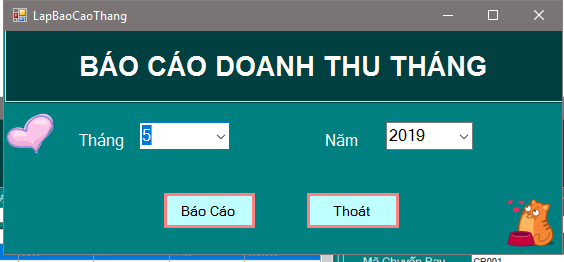 LapBaoCaoThang
BÁO CÁO DOANH THU THÁNG
Tháng 5 Năm 2019
Báo Cáo Thoát
Mã Chuyến Bay CB001